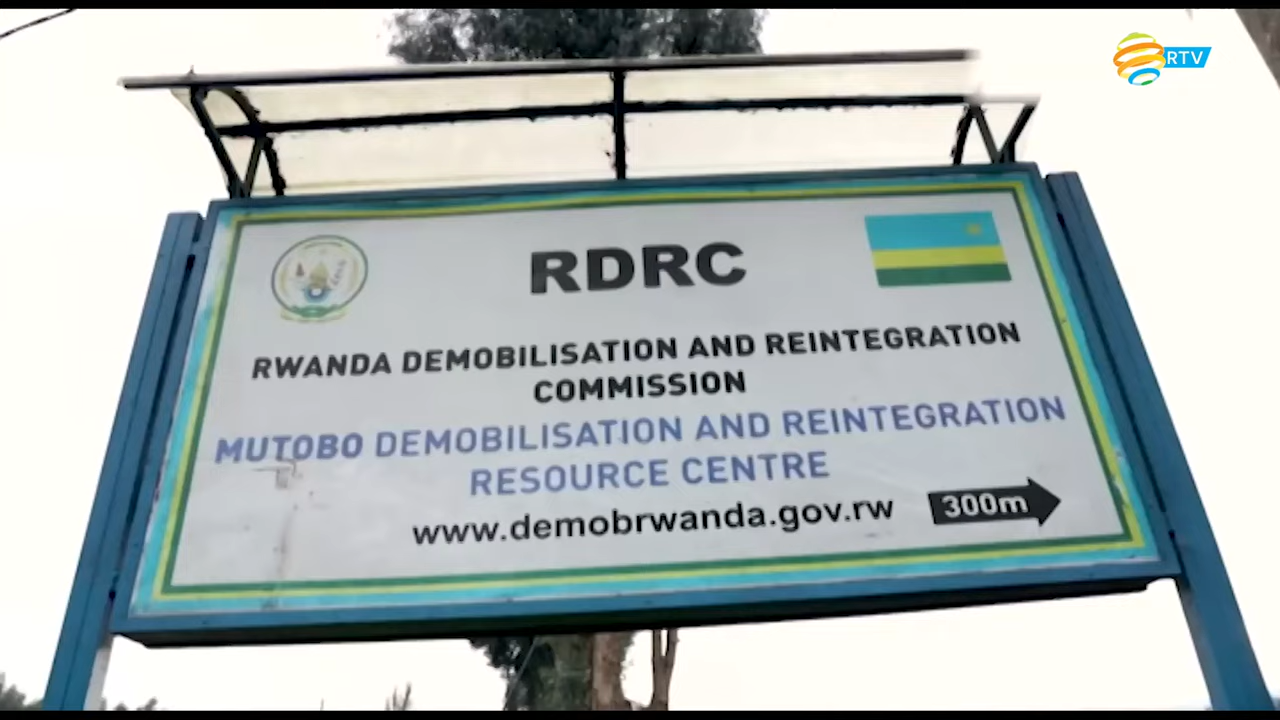 RTV
RDRC
RWANDA DEMOBILISATION AND REINTEGRATION
COMMISSION
MUTOBO DEMOBILISATION AND REINTEGRATION
RESOURCE CENTRE
www.demobrwanda.gov.rw
300m